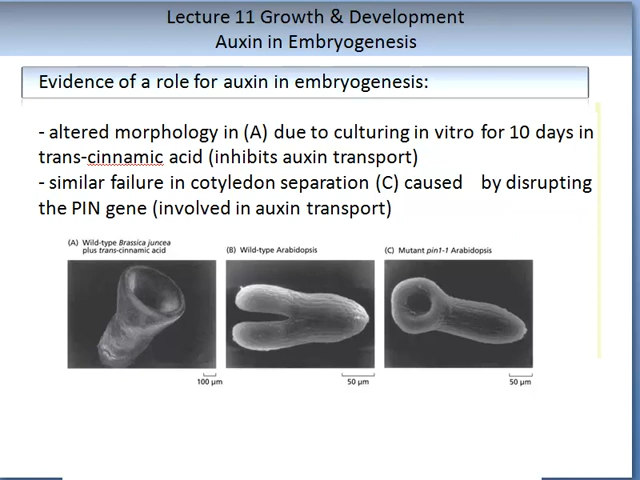 Lecture 11 Growth & Development
Auxin in Embryogenesis
Evidence of a role for auxin in embryogenesis:
- altered morphology in (A) due to culturing in vitro for 10 days in
trans-cinnamic acid (inhibits auxin transport)
- similar failure in cotyledon separation (C) caused by disrupting
the PIN gene (involved in auxin transport)
(A) Wild-type Brassica juncea
plus trans-cinnamic acid
(B) Wild-type Arabidopsis
(C) Mutant pin1-1 Arabidopsis
100 µm
50 µm
50 µm